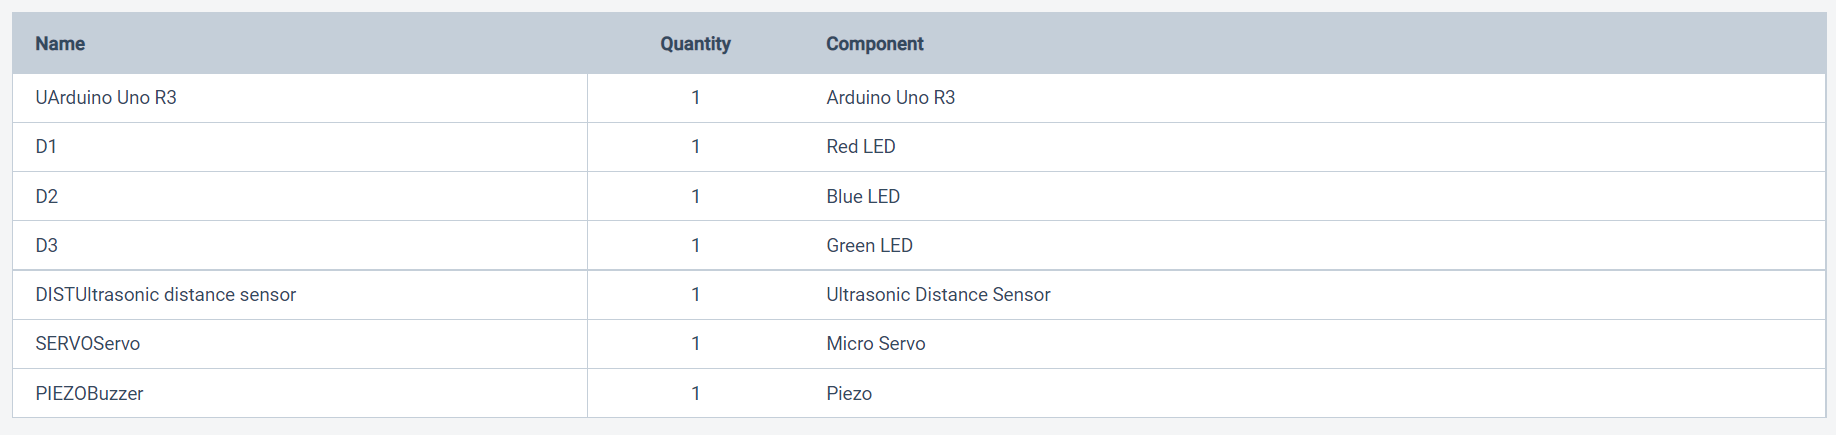 Name Quantity Component
UArduino Uno R3 1 Arduino Uno R3
D1 1 Red LED
D2 1 Blue LED
D3 1 Green LED
DISTUltrasonic distance sensor 1 Ultrasonic Distance Sensor
SERVOServo 1 Micro Servo
PIEZOBuzzer 1 Piezo